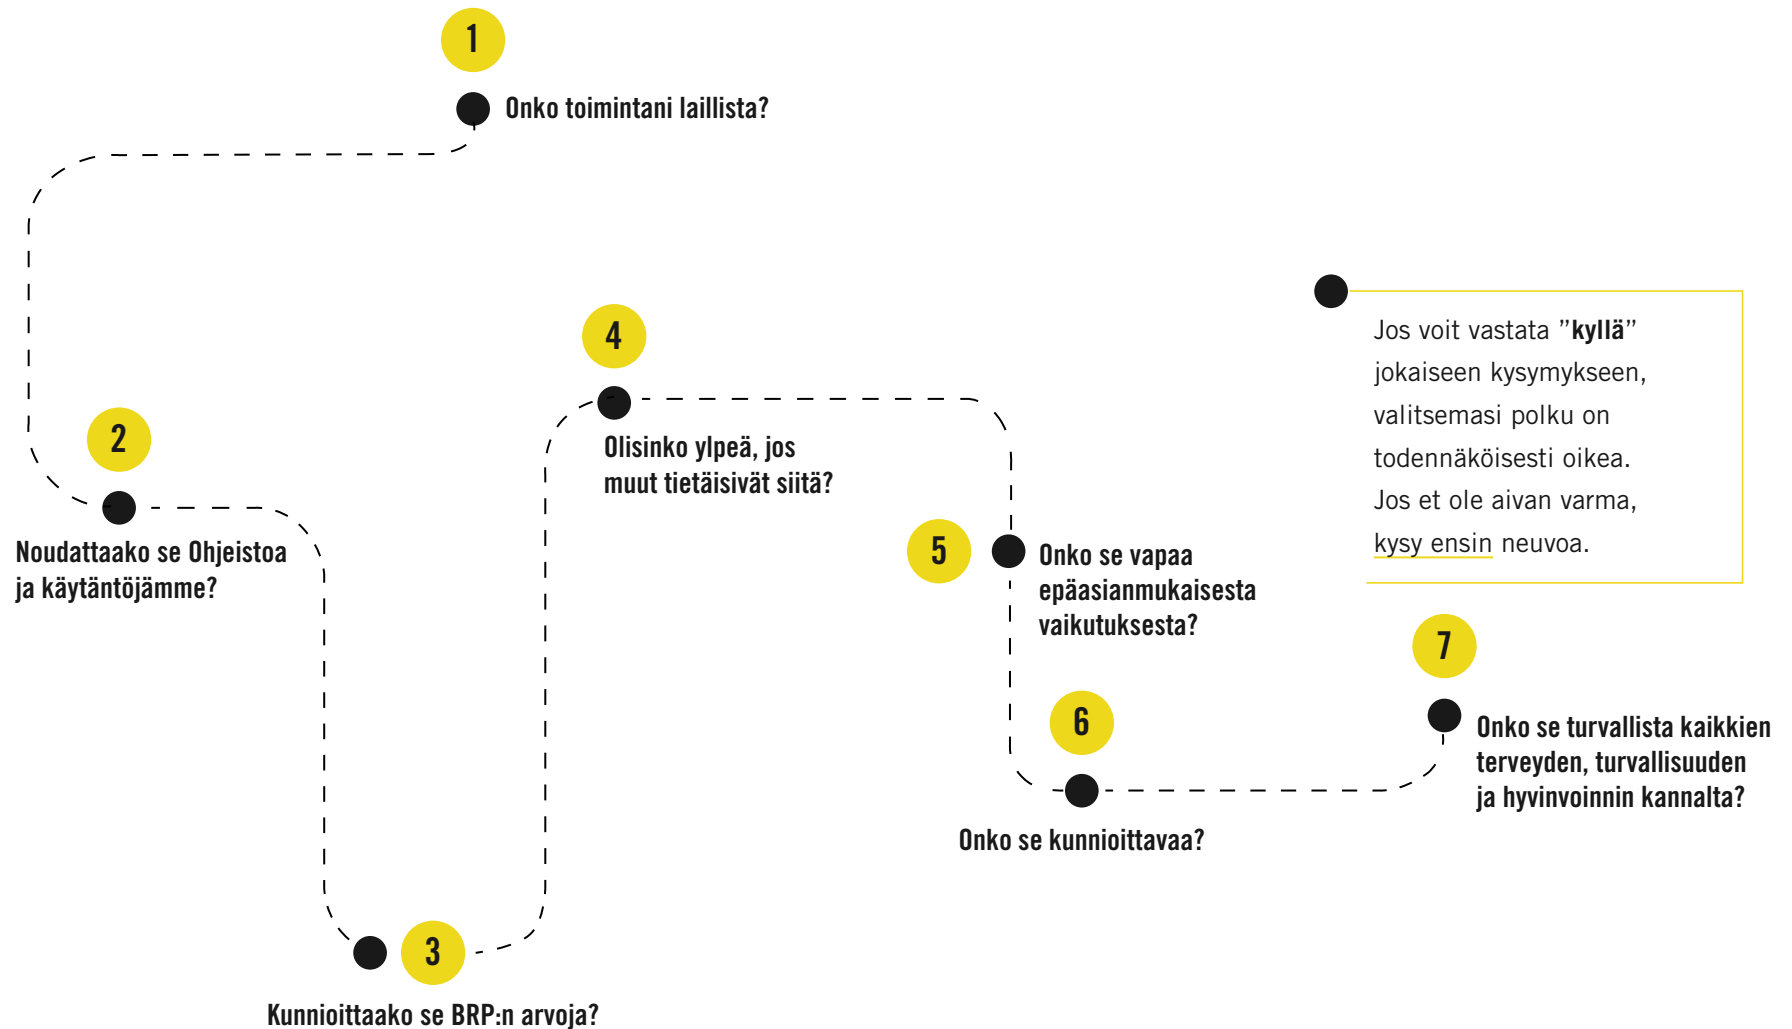 1
Onko toimintani laillista?
2
Noudattaako se Ohjeistoa
ja käytäntöjämme?
3
Kunnioittaako se BRP:n arvoja?
4
Olisinko ylpeä, jos
muut tietäisivät siitä?
5
Onko se vapaa
epäasianmukaisesta
vaikutuksesta?
6
Onko se kunnioittavaa?
7
Onko se turvallista kaikkien
terveyden, turvallisuuden
ja hyvinvoinnin kannalta?
Jos voit vastata ”kyllä”
jokaiseen kysymykseen,
valitsemasi polku on
todennäköisesti oikea.
Jos et ole aivan varma,
kysy ensin neuvoa.